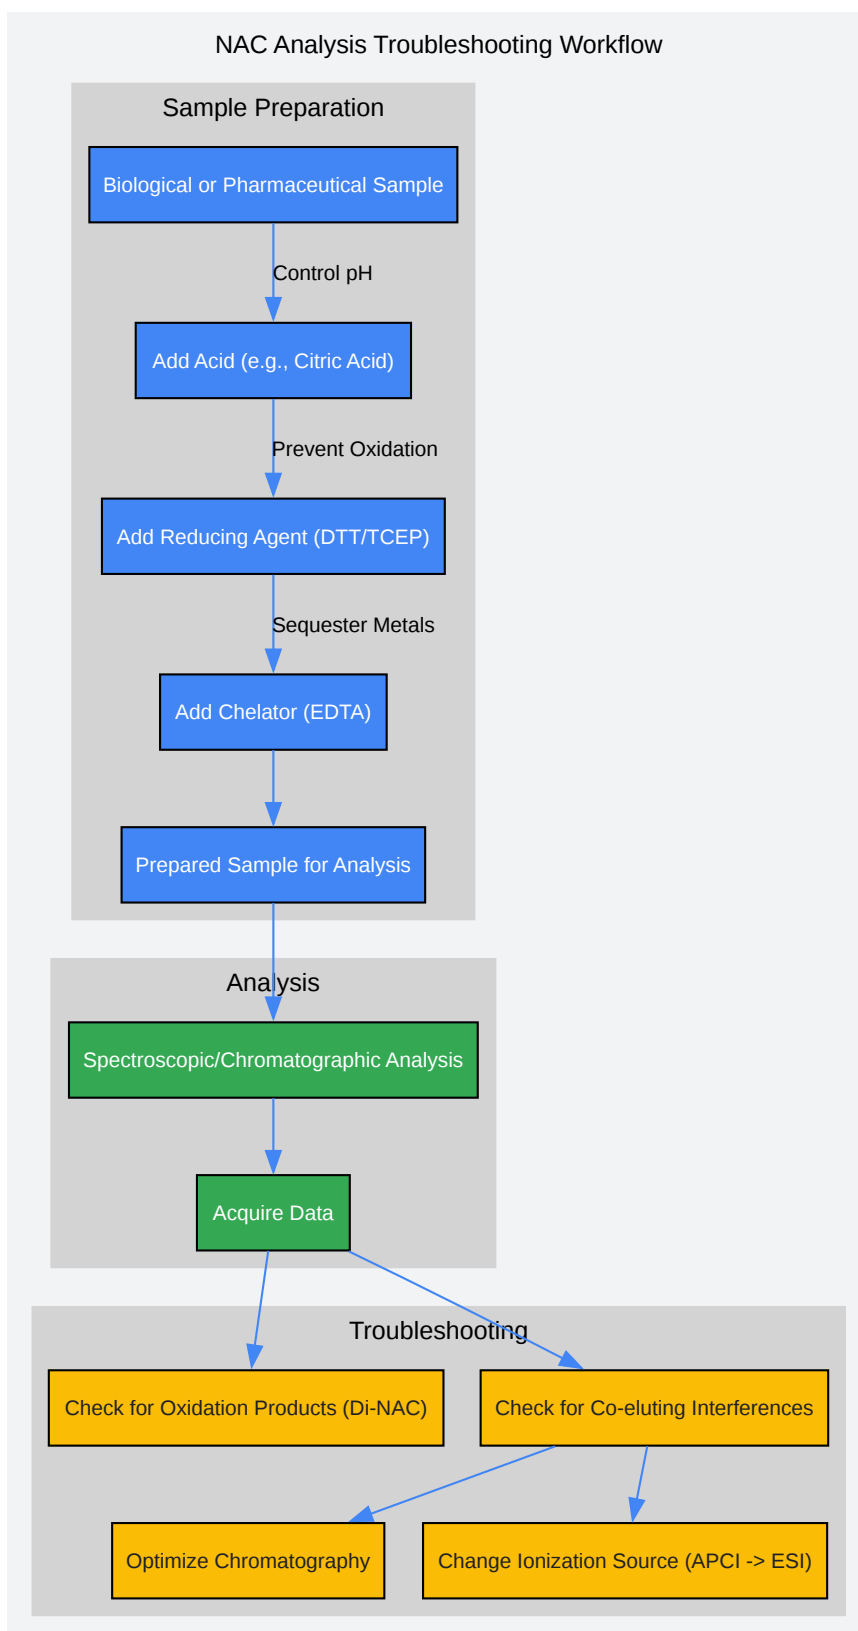 NAC Analysis Troubleshooting Workflow
Sample Preparation
Biological or Pharmaceutical Sample
Control pH
Add Acid (e.g., Citric Acid)
Prevent Oxidation
Add Reducing Agent (DTT/TCEP)
Sequester Metals
Add Chelator (EDTA)
Prepared Sample for Analysis
Analysis
Spectroscopic/Chromatographic Analysis
Acquire Data
Troubleshooting
Check for Oxidation Products (Di-NAC)
Check for Co-eluting Interferences
Optimize Chromatography
Change Ionization Source (APCI -> ESI)